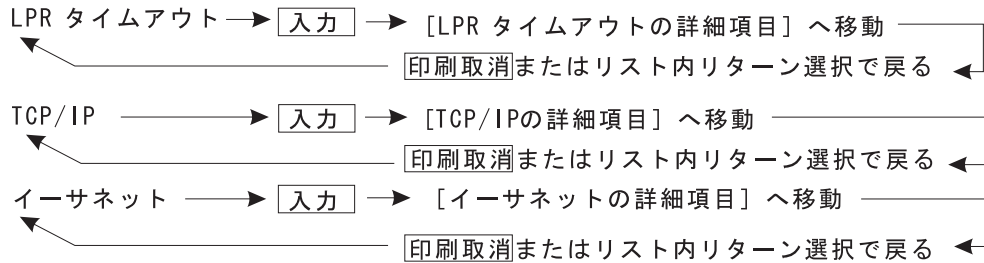 LPR タイムアウト 入力 [LPR タイムアウトの詳細項目] へ移動
印刷取消またはリスト内リターン選択で戻る
TCP/IP 入力 [TCP/IPの詳細項目] へ移動
印刷取消またはリスト内リターン選択で戻る
イーサネット 入力 [イーサネットの詳細項目] へ移動
印刷取消またはリスト内リターン選択で戻る